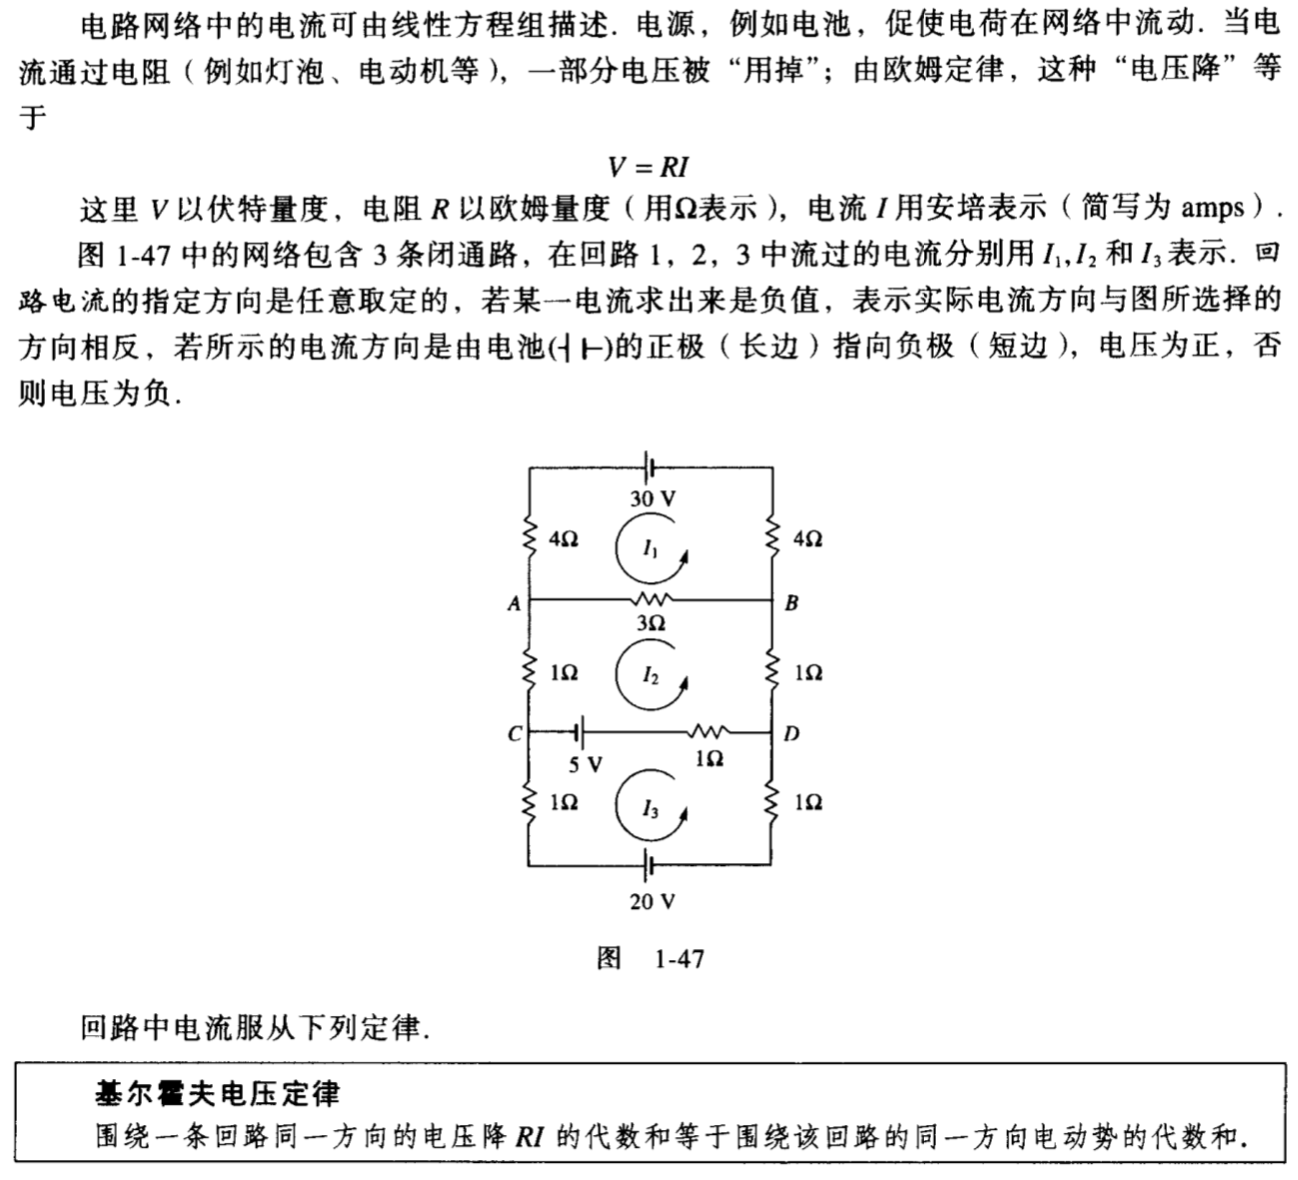 电路网络中的电流可由线性方程组描述. 电源，例如电池，促使电荷在网络中流动. 当电
流通过电阻（例如灯泡、电动机等），一部分电压被“用掉”；由欧姆定律，这种“电压降”等
于
V = RI
这里 V 以伏特量度，电阻 R 以欧姆量度（用Ω表示），电流 I 用安培表示（简写为 amps）.
图 1-47 中的网络包含 3 条闭通路，在回路 1，2，3 中流过的电流分别用 I₁,I₂ 和 I₃ 表示. 回
路电流的指定方向是任意取定的，若某一电流求出来是负值，表示实际电流方向与图所选择的
方向相反，若所示的电流方向是由电池(┤├)的正极（长边）指向负极（短边），电压为正，否
则电压为负.
30 V
4Ω
I₁
4Ω
A
B
3Ω
1Ω
I₂
1Ω
C
D
5 V
1Ω
1Ω
I₃
1Ω
20 V
图 1-47
回路中电流服从下列定律.
基尔霍夫电压定律
围绕一条回路同一方向的电压降 RI 的代数和等于围绕该回路的同一方向电动势的代数和.